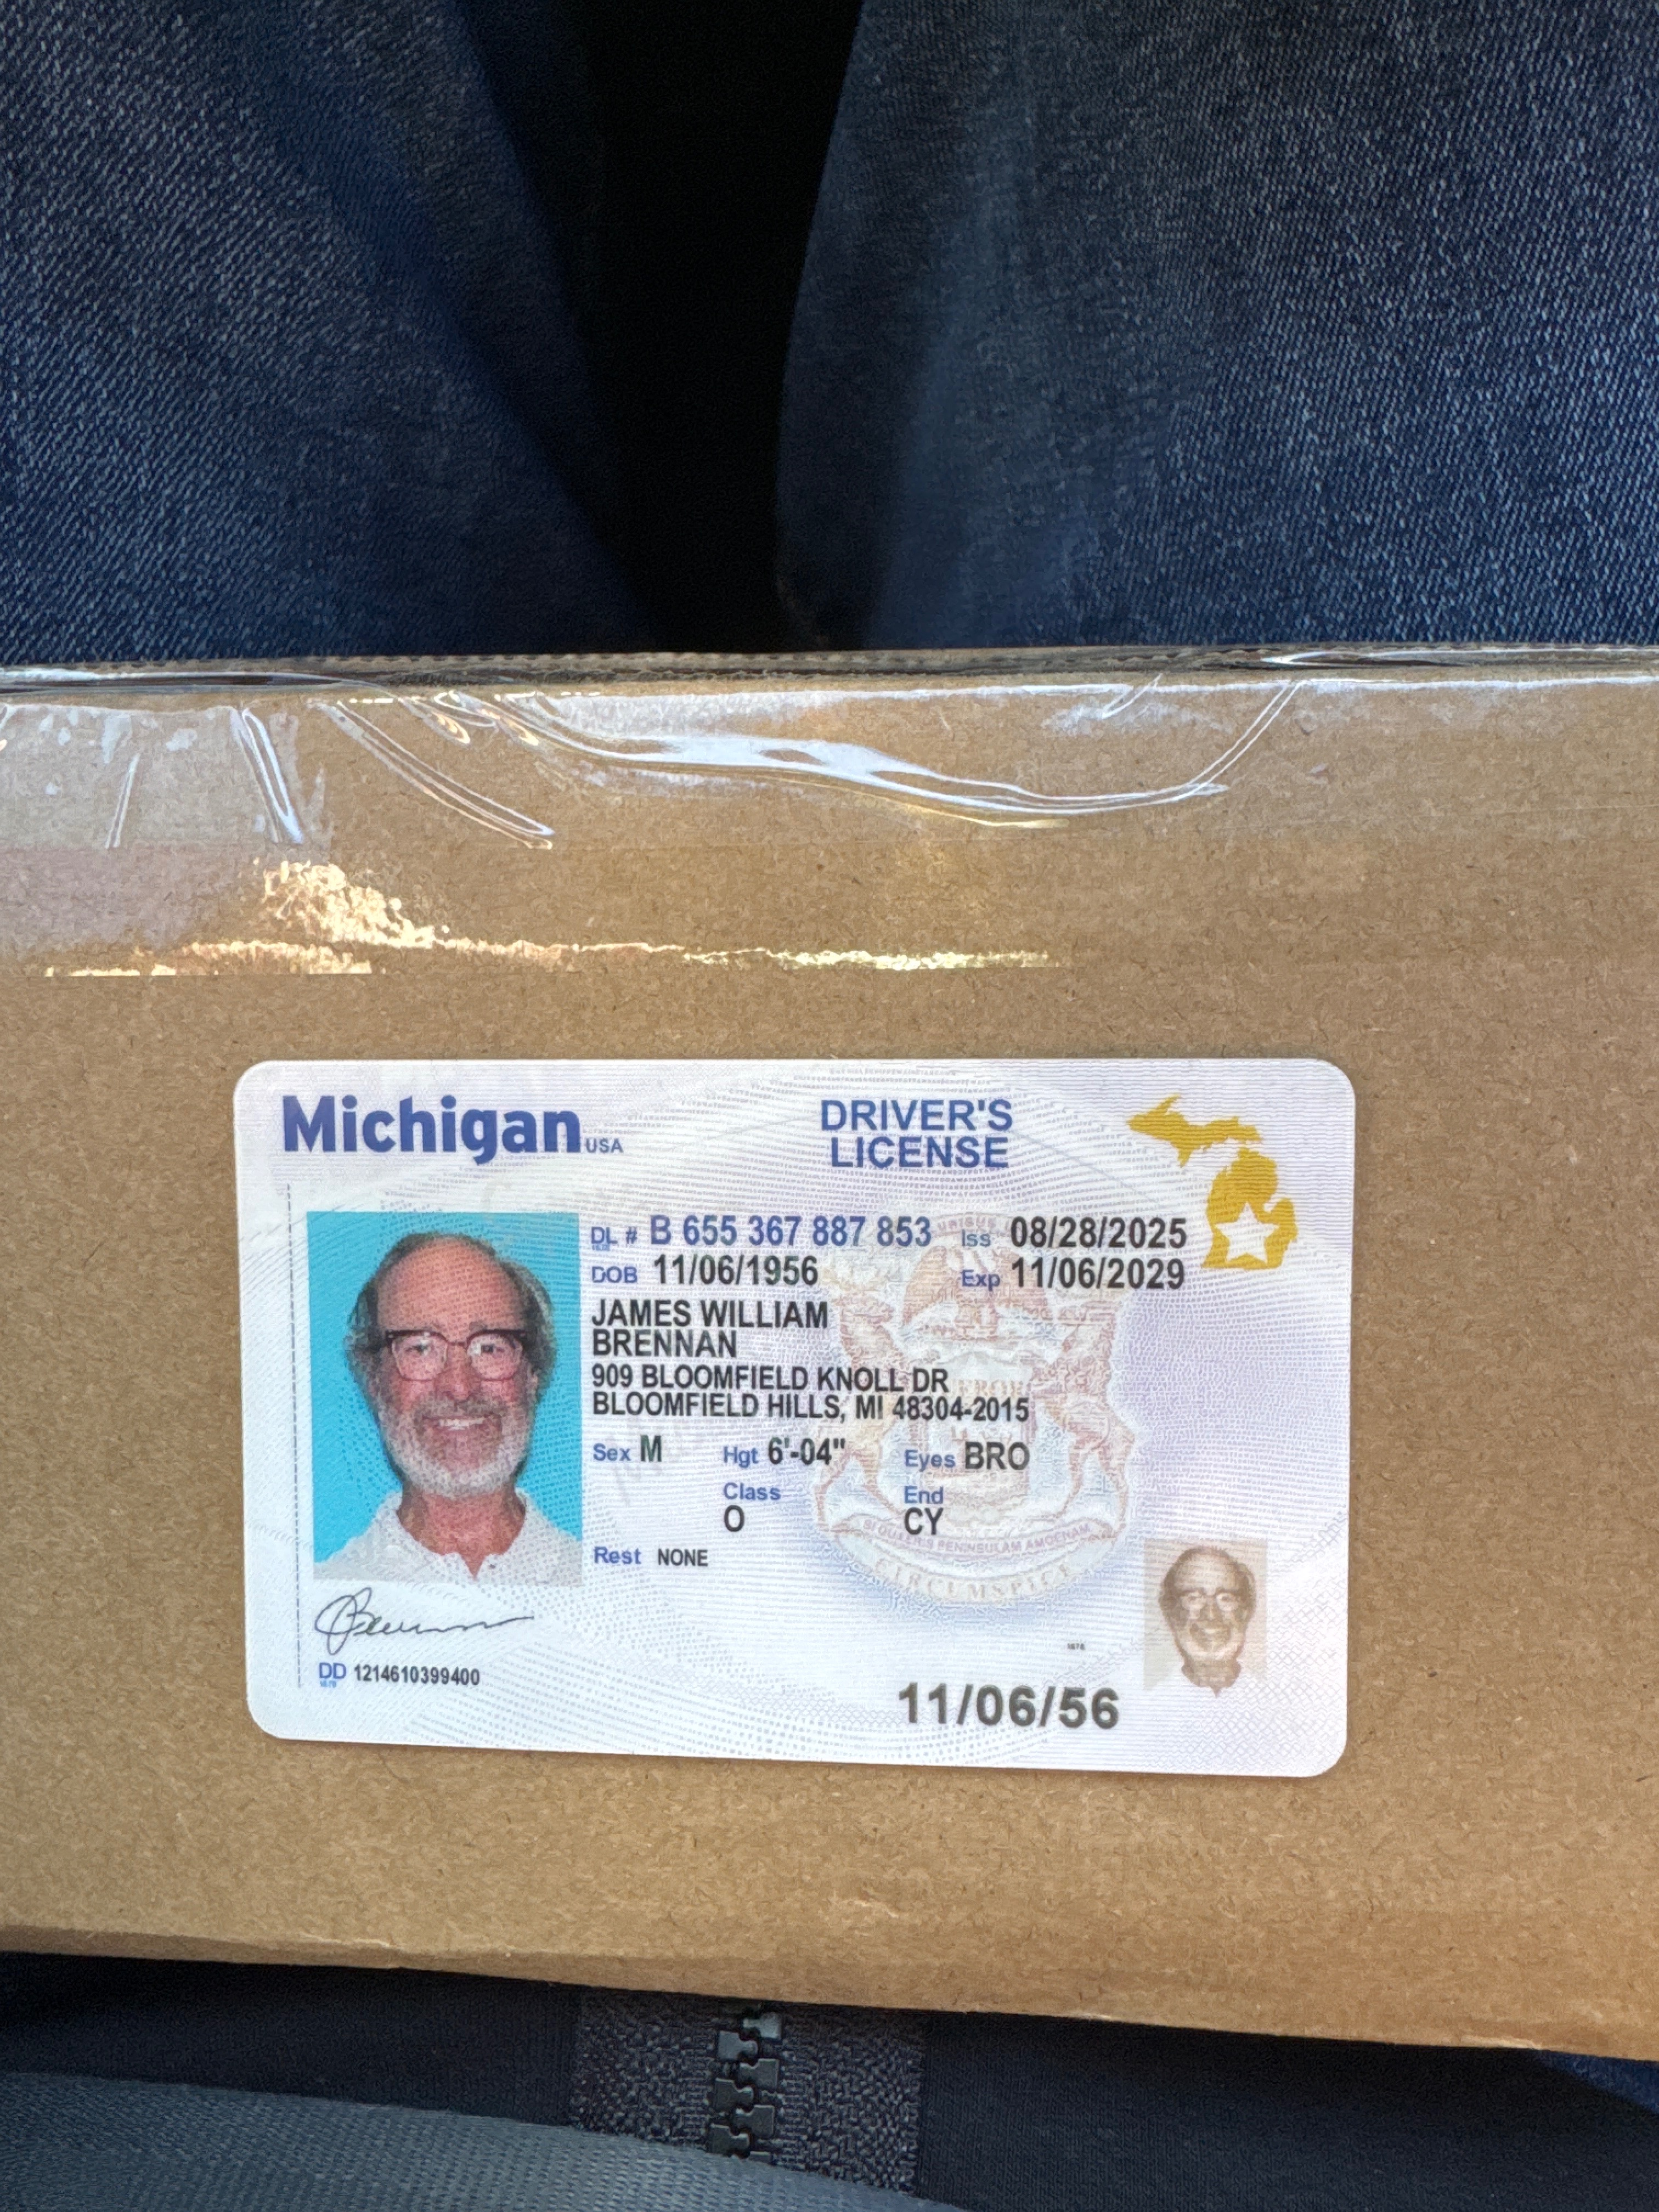 Michigan USA
DRIVER'S
LICENSE
DL # B 655 367 887 853 Iss 08/28/2025
DOB 11/06/1956 Exp 11/06/2029
JAMES WILLIAM
BRENNAN
909 BLOOMFIELD KNOLL DR
BLOOMFIELD HILLS, MI 48304-2015
Sex M Hgt 6'-04" Eyes BRO
Class End
O CY
Rest NONE
CIRCUMSPICE
DD 1214610399400
11/06/56